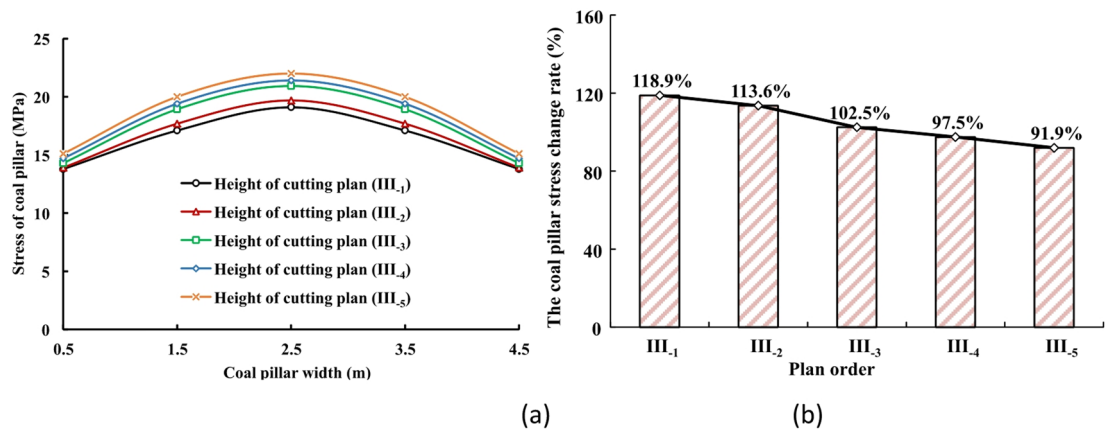 Stress of coal pillar (MPa)
25
20
15
15
5
0
0.5
1.5
2.5
3.5
4.5
Coal pillar width (m)
Height of cutting plan (III-1)
Height of cutting plan (III-2)
Height of cutting plan (III-3)
Height of cutting plan (III-4)
Height of cutting plan (III-5)
(a)
The coal pillar stress change rate (%)
160
120
80
40
0
118.9%
113.6%
102.5%
97.5%
91.9%
III-1
III-2
III-3
III-4
III-5
Plan order
(b)